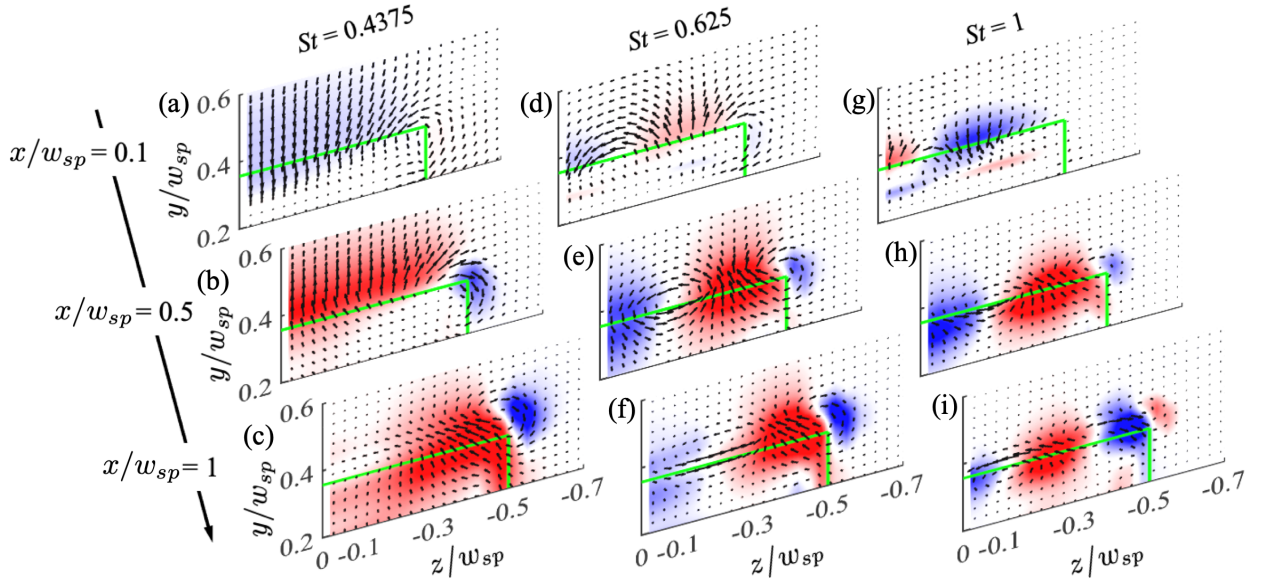 St = 0.4375
St = 0.625
St = 1
(a)
(d)
(g)
0.6
0.4
0.2
y/w_sp
x/w_sp = 0.1
(b)
(e)
(h)
0.6
0.4
0.2
y/w_sp
x/w_sp = 0.5
(c)
(f)
(i)
0.6
0.4
0.2
y/w_sp
x/w_sp = 1
0 -0.1 -0.3 -0.5 -0.7
z/w_sp
0 -0.1 -0.3 -0.5 -0.7
z/w_sp
0 -0.1 -0.3 -0.5 -0.7
z/w_sp